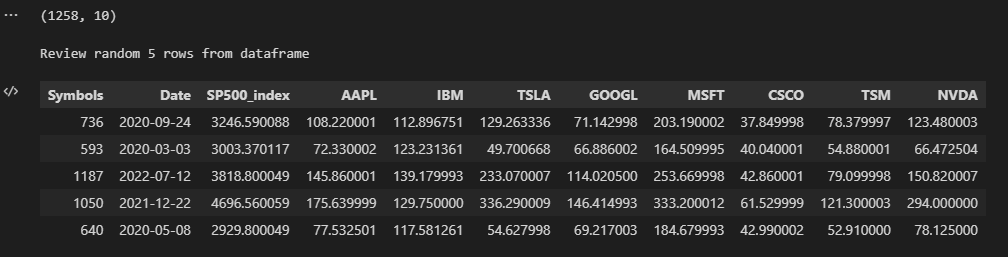 (1258, 10)
Review random 5 rows from dataframe
Symbols Date SP500_index AAPL IBM TSLA GOOGL MSFT CSCO TSM NVDA
736 2020-09-24 3246.590088 108.220001 112.896751 129.263336 71.142998 203.190002 37.849998 78.379997 123.480003
593 2020-03-03 3003.370117 72.330002 123.231361 49.700668 66.886002 164.509995 40.040001 54.880001 66.472504
1187 2022-07-12 3818.800049 145.860001 139.179993 233.070007 114.020500 253.669998 42.860001 79.099998 150.820007
1050 2021-12-22 4696.560059 175.639999 129.750000 336.290009 146.414993 333.200012 61.529999 121.300003 294.000000
640 2020-05-08 2929.800049 77.532501 117.581261 54.627998 69.217003 184.679993 42.990002 52.910000 78.125000